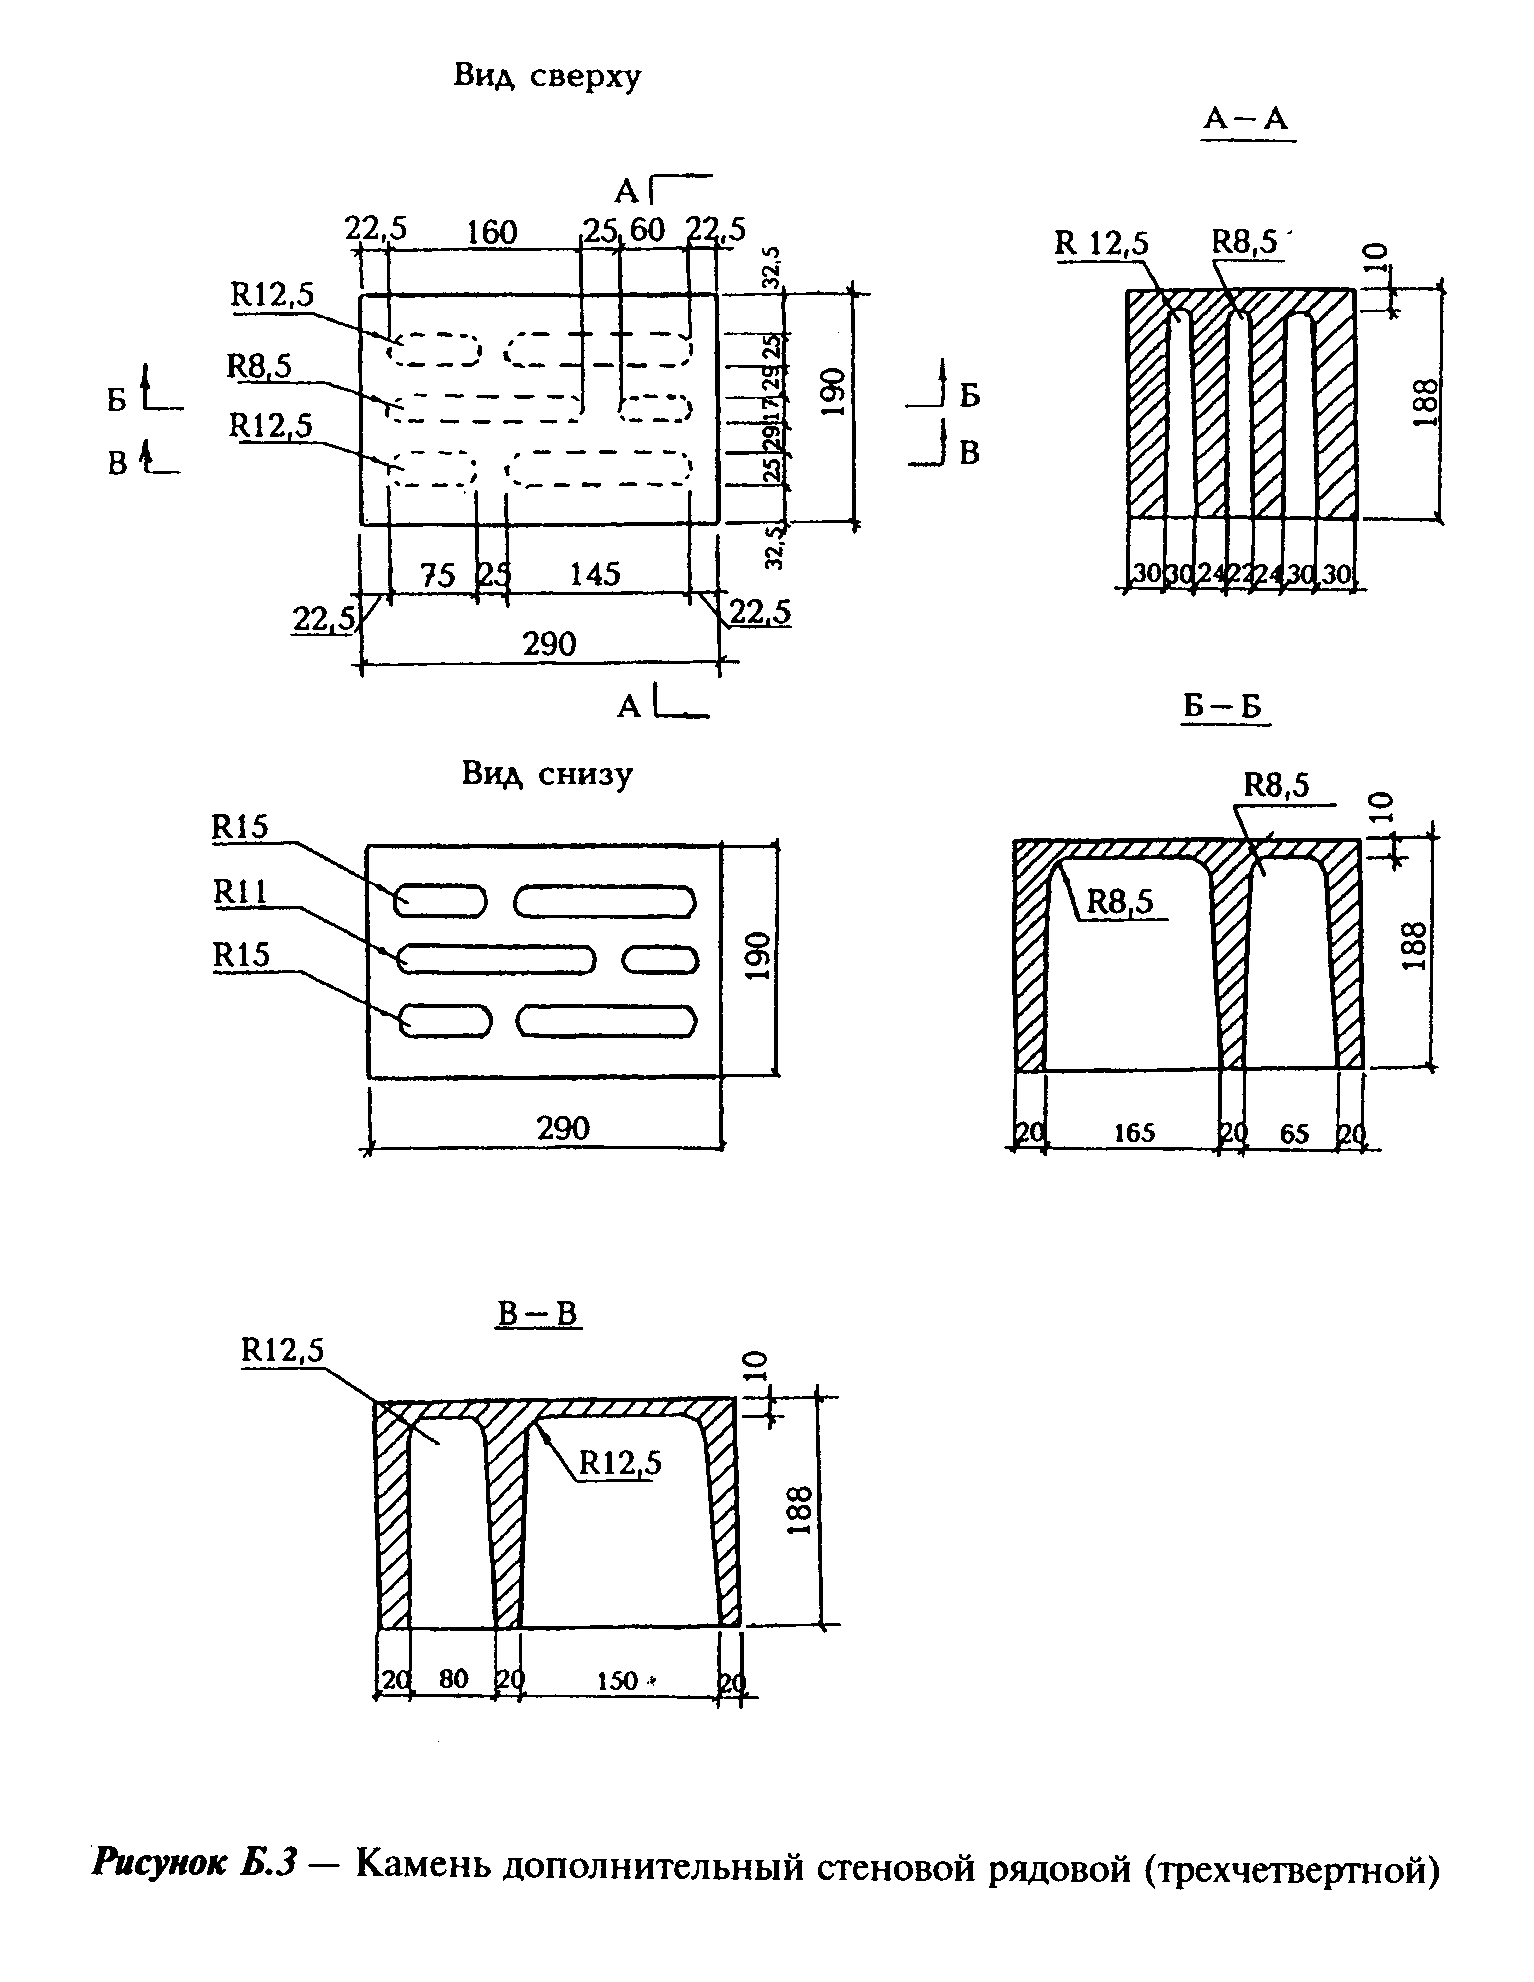 Вид сверху
А — А
А
22,5 160 25 60 22,5
32,5
R12,5
R8,5
R12,5
25
29
17
29
25
32,5
190
Б
В
Б
В
75 25 145
22,5 22,5
290
А
R 12,5 R8,5
10
188
30 30 24 22 24 30 30
Вид снизу
R15
R11
R15
190
290
Б — Б
R8,5
10
R8,5
188
20 165 20 65 20
В — В
R12,5
10
R12,5
188
20 80 20 150 20
Рисунок Б.3 — Камень дополнительный стеновой рядовой (трехчетвертной)